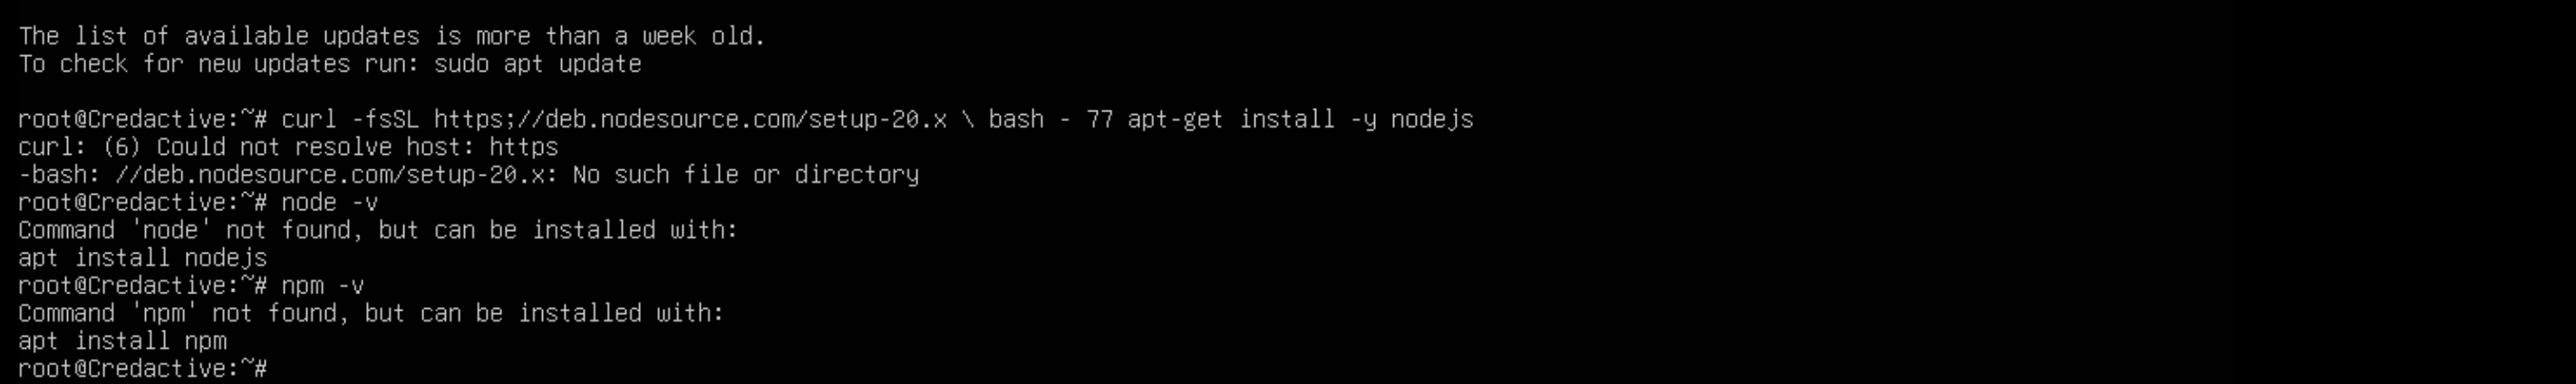 The list of available updates is more than a week old.
To check for new updates run: sudo apt update
root@Credactive:~# curl -fsSL https;//deb.nodesource.com/setup-20.x \ bash - 77 apt-get install -y nodejs
curl: (6) Could not resolve host: https
-bash: //deb.nodesource.com/setup-20.x: No such file or directory
root@Credactive:~# node -v
Command 'node' not found, but can be installed with:
apt install nodejs
root@Credactive:~# npm -v
Command 'npm' not found, but can be installed with:
apt install npm
root@Credactive:~#